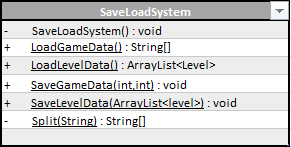 SaveLoadSystem
- SaveLoadSystem() : void
+ LoadGameData() : String[]
+ LoadLevelData() : ArrayList<Level>
+ SaveGameData(int,int) : void
+ SaveLevelData(ArrayList<level>) : void
- Split(String) : String[]